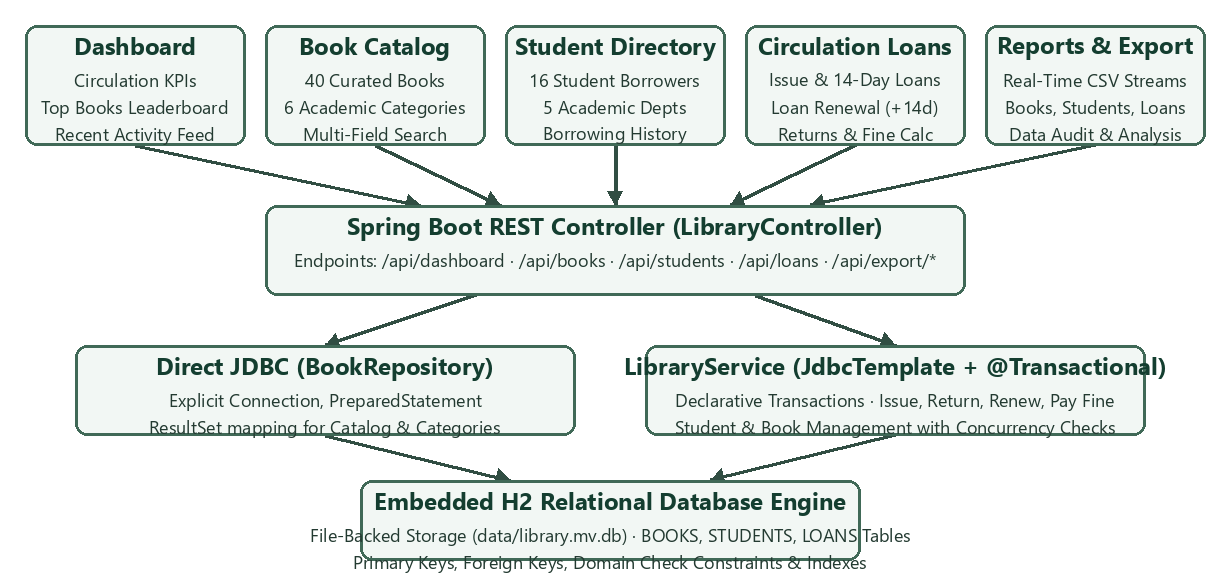 Dashboard
Circulation KPIs
Top Books Leaderboard
Recent Activity Feed
Book Catalog
40 Curated Books
6 Academic Categories
Multi-Field Search
Student Directory
16 Student Borrowers
5 Academic Depts
Borrowing History
Circulation Loans
Issue & 14-Day Loans
Loan Renewal (+14d)
Returns & Fine Calc
Reports & Export
Real-Time CSV Streams
Books, Students, Loans
Data Audit & Analysis
Spring Boot REST Controller (LibraryController)
Endpoints: /api/dashboard · /api/books · /api/students · /api/loans · /api/export/*
Direct JDBC (BookRepository)
Explicit Connection, PreparedStatement
ResultSet mapping for Catalog & Categories
LibraryService (JdbcTemplate + @Transactional)
Declarative Transactions · Issue, Return, Renew, Pay Fine
Student & Book Management with Concurrency Checks
Embedded H2 Relational Database Engine
File-Backed Storage (data/library.mv.db) · BOOKS, STUDENTS, LOANS Tables
Primary Keys, Foreign Keys, Domain Check Constraints & Indexes